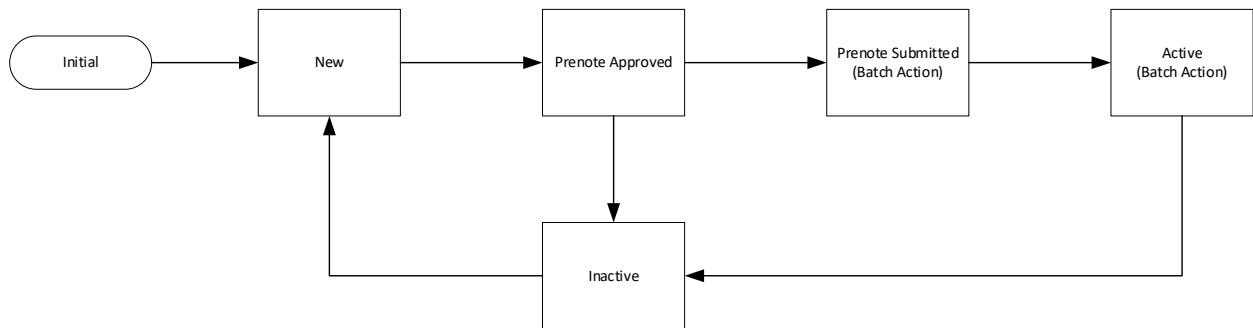 Initial
New
Prenote Approved
Prenote Submitted
(Batch Action)
Active
(Batch Action)
Inactive